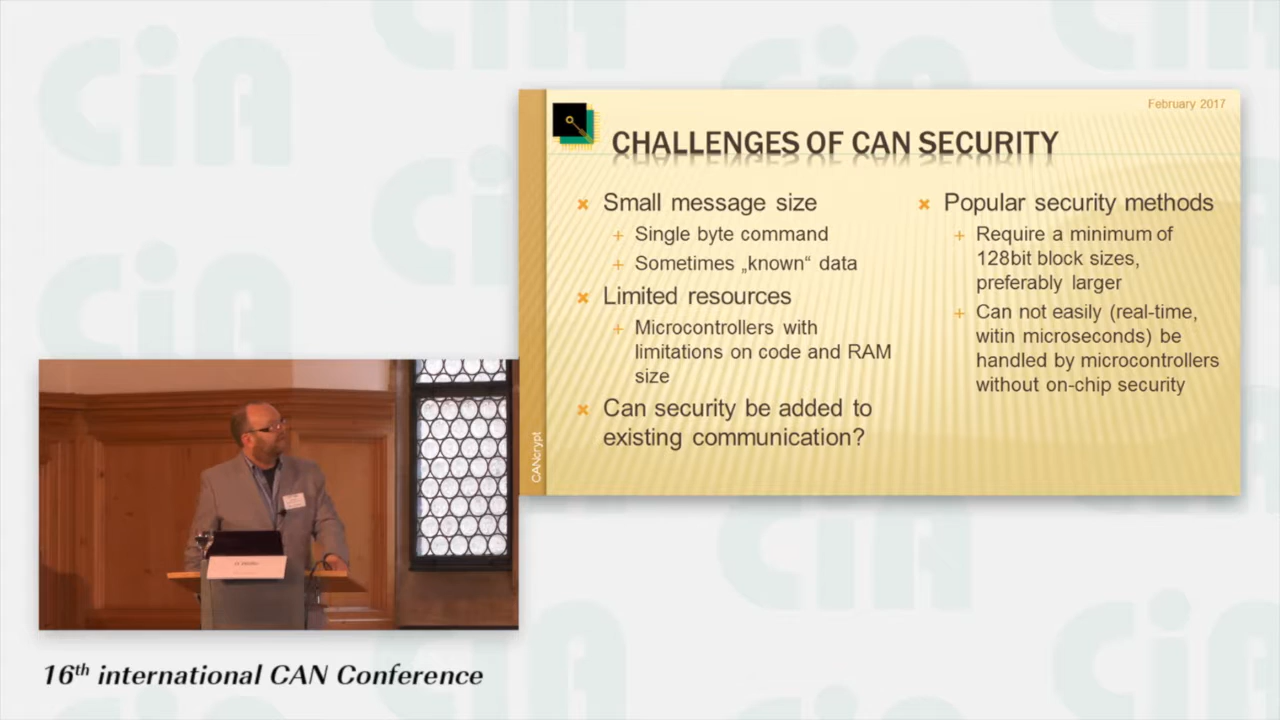 CiA
February 2017
CHALLENGES OF CAN SECURITY
Small message size
Single byte command
Sometimes „known“ data
Limited resources
Microcontrollers with
limitations on code and RAM
size
Can security be added to
existing communication?
Popular security methods
Require a minimum of
128bit block sizes,
preferably larger
Can not easily (real-time,
witin microseconds) be
handled by microcontrollers
without on-chip security
CANcrypt
16th international CAN Conference